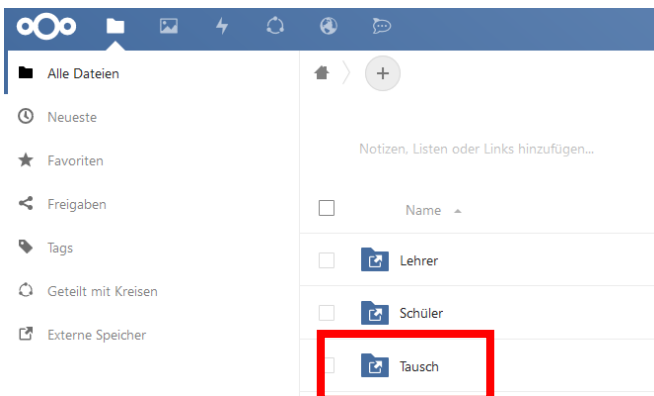 Alle Dateien
Neueste
Favoriten
Freigaben
Tags
Geteilt mit Kreisen
Externe Speicher
Notizen, Listen oder Links hinzufügen...
Name
Lehrer
Schüler
Tausch